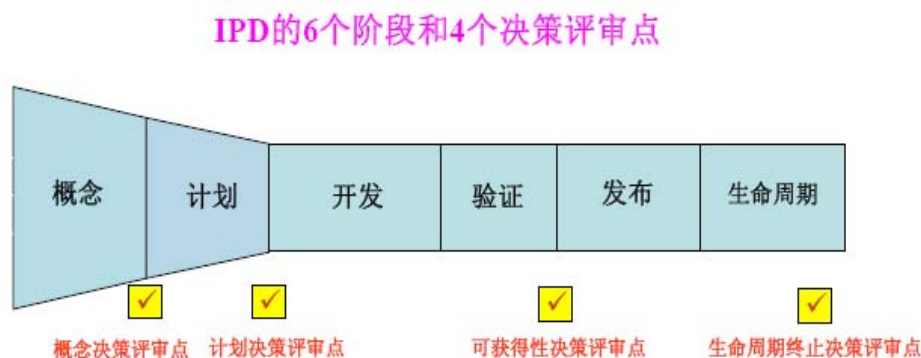 IPD的6个阶段和4个决策评审点
概念 计划 开发 验证 发布 生命周期
概念决策评审点 计划决策评审点 可获得性决策评审点 生命周期终止决策评审点